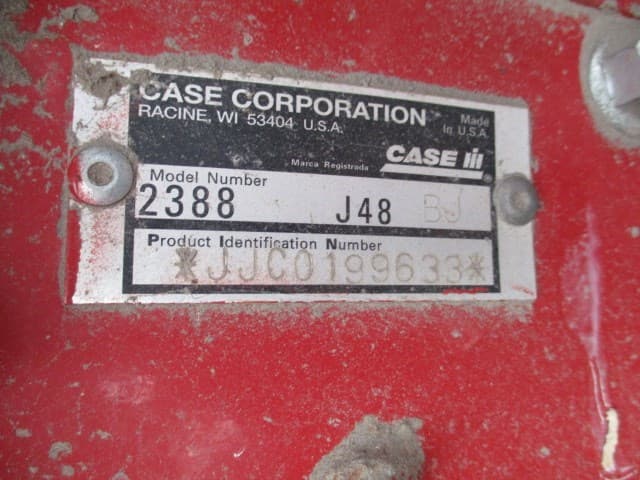 CASE CORPORATION
RACINE, WI 53404 U.S.A.
Made
In U.S.A.
Marca Registrada
CASE IH
Model Number
2388 J48 BJ
Product Identification Number
*JJC0199633*